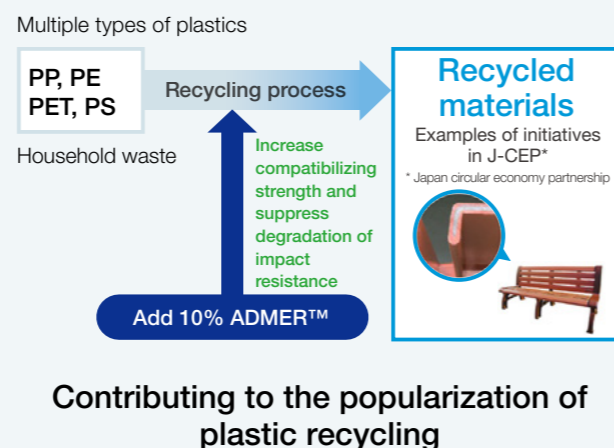 Multiple types of plastics
PP, PE
PET, PS
Household waste
Recycling process
Increase
compatibilizing
strength and
suppress
degradation of
impact
resistance
Add 10% ADMER™
Recycled
materials
Examples of initiatives
in J-CEP*
* Japan circular economy partnership
Contributing to the popularization of
plastic recycling